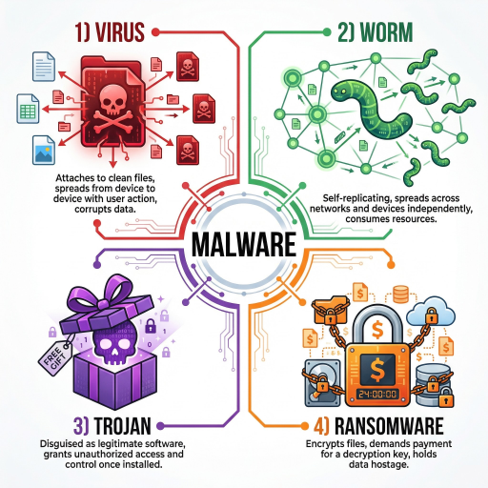 1) VIRUS
Attaches to clean files,
spreads from device to
device with user action,
corrupts data.
2) WORM
Self-replicating, spreads across
networks and devices independently,
consumes resources.
MALWARE
FREE
GIFT
3) TROJAN
Disguised as legitimate software,
grants unauthorized access and
control once installed.
$
$
$
$
24:00:00
4) RANSOMWARE
Encrypts files, demands payment
for a decryption key, holds
data hostage.